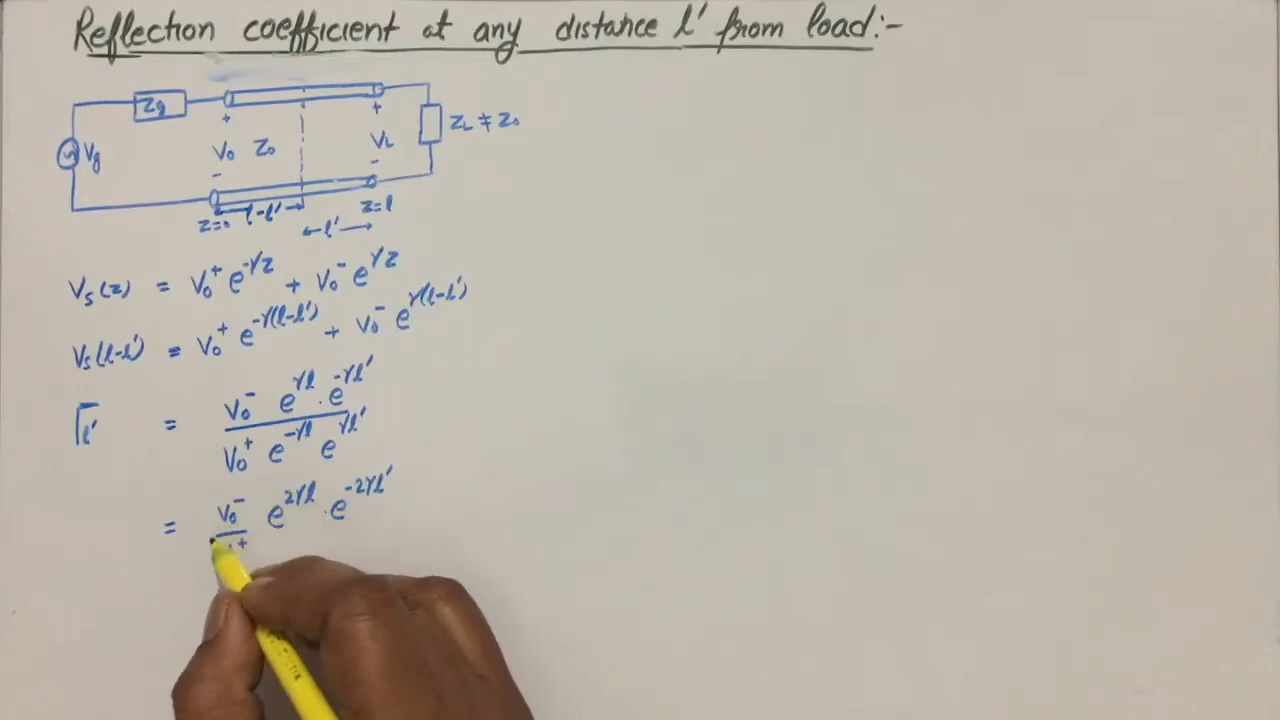 Reflection coefficient at any distance l' from load:-
Zg
Vg
+
V0 Z0
-
+
VL
-
ZL ≠ Z0
z=0
l-l'
z=l
l'
Vs(z) = V0⁺ e^{-γz} + V0⁻ e^{γz}
Vs(l-l') = V0⁺ e^{-γ(l-l')} + V0⁻ e^{γ(l-l')}
Γl' = V0⁻ e^{γl} . e^{-γl'} / V0⁺ e^{-γl} e^{γl'}
= V0⁻ / V0⁺ e^{2γl} . e^{-2γl'}